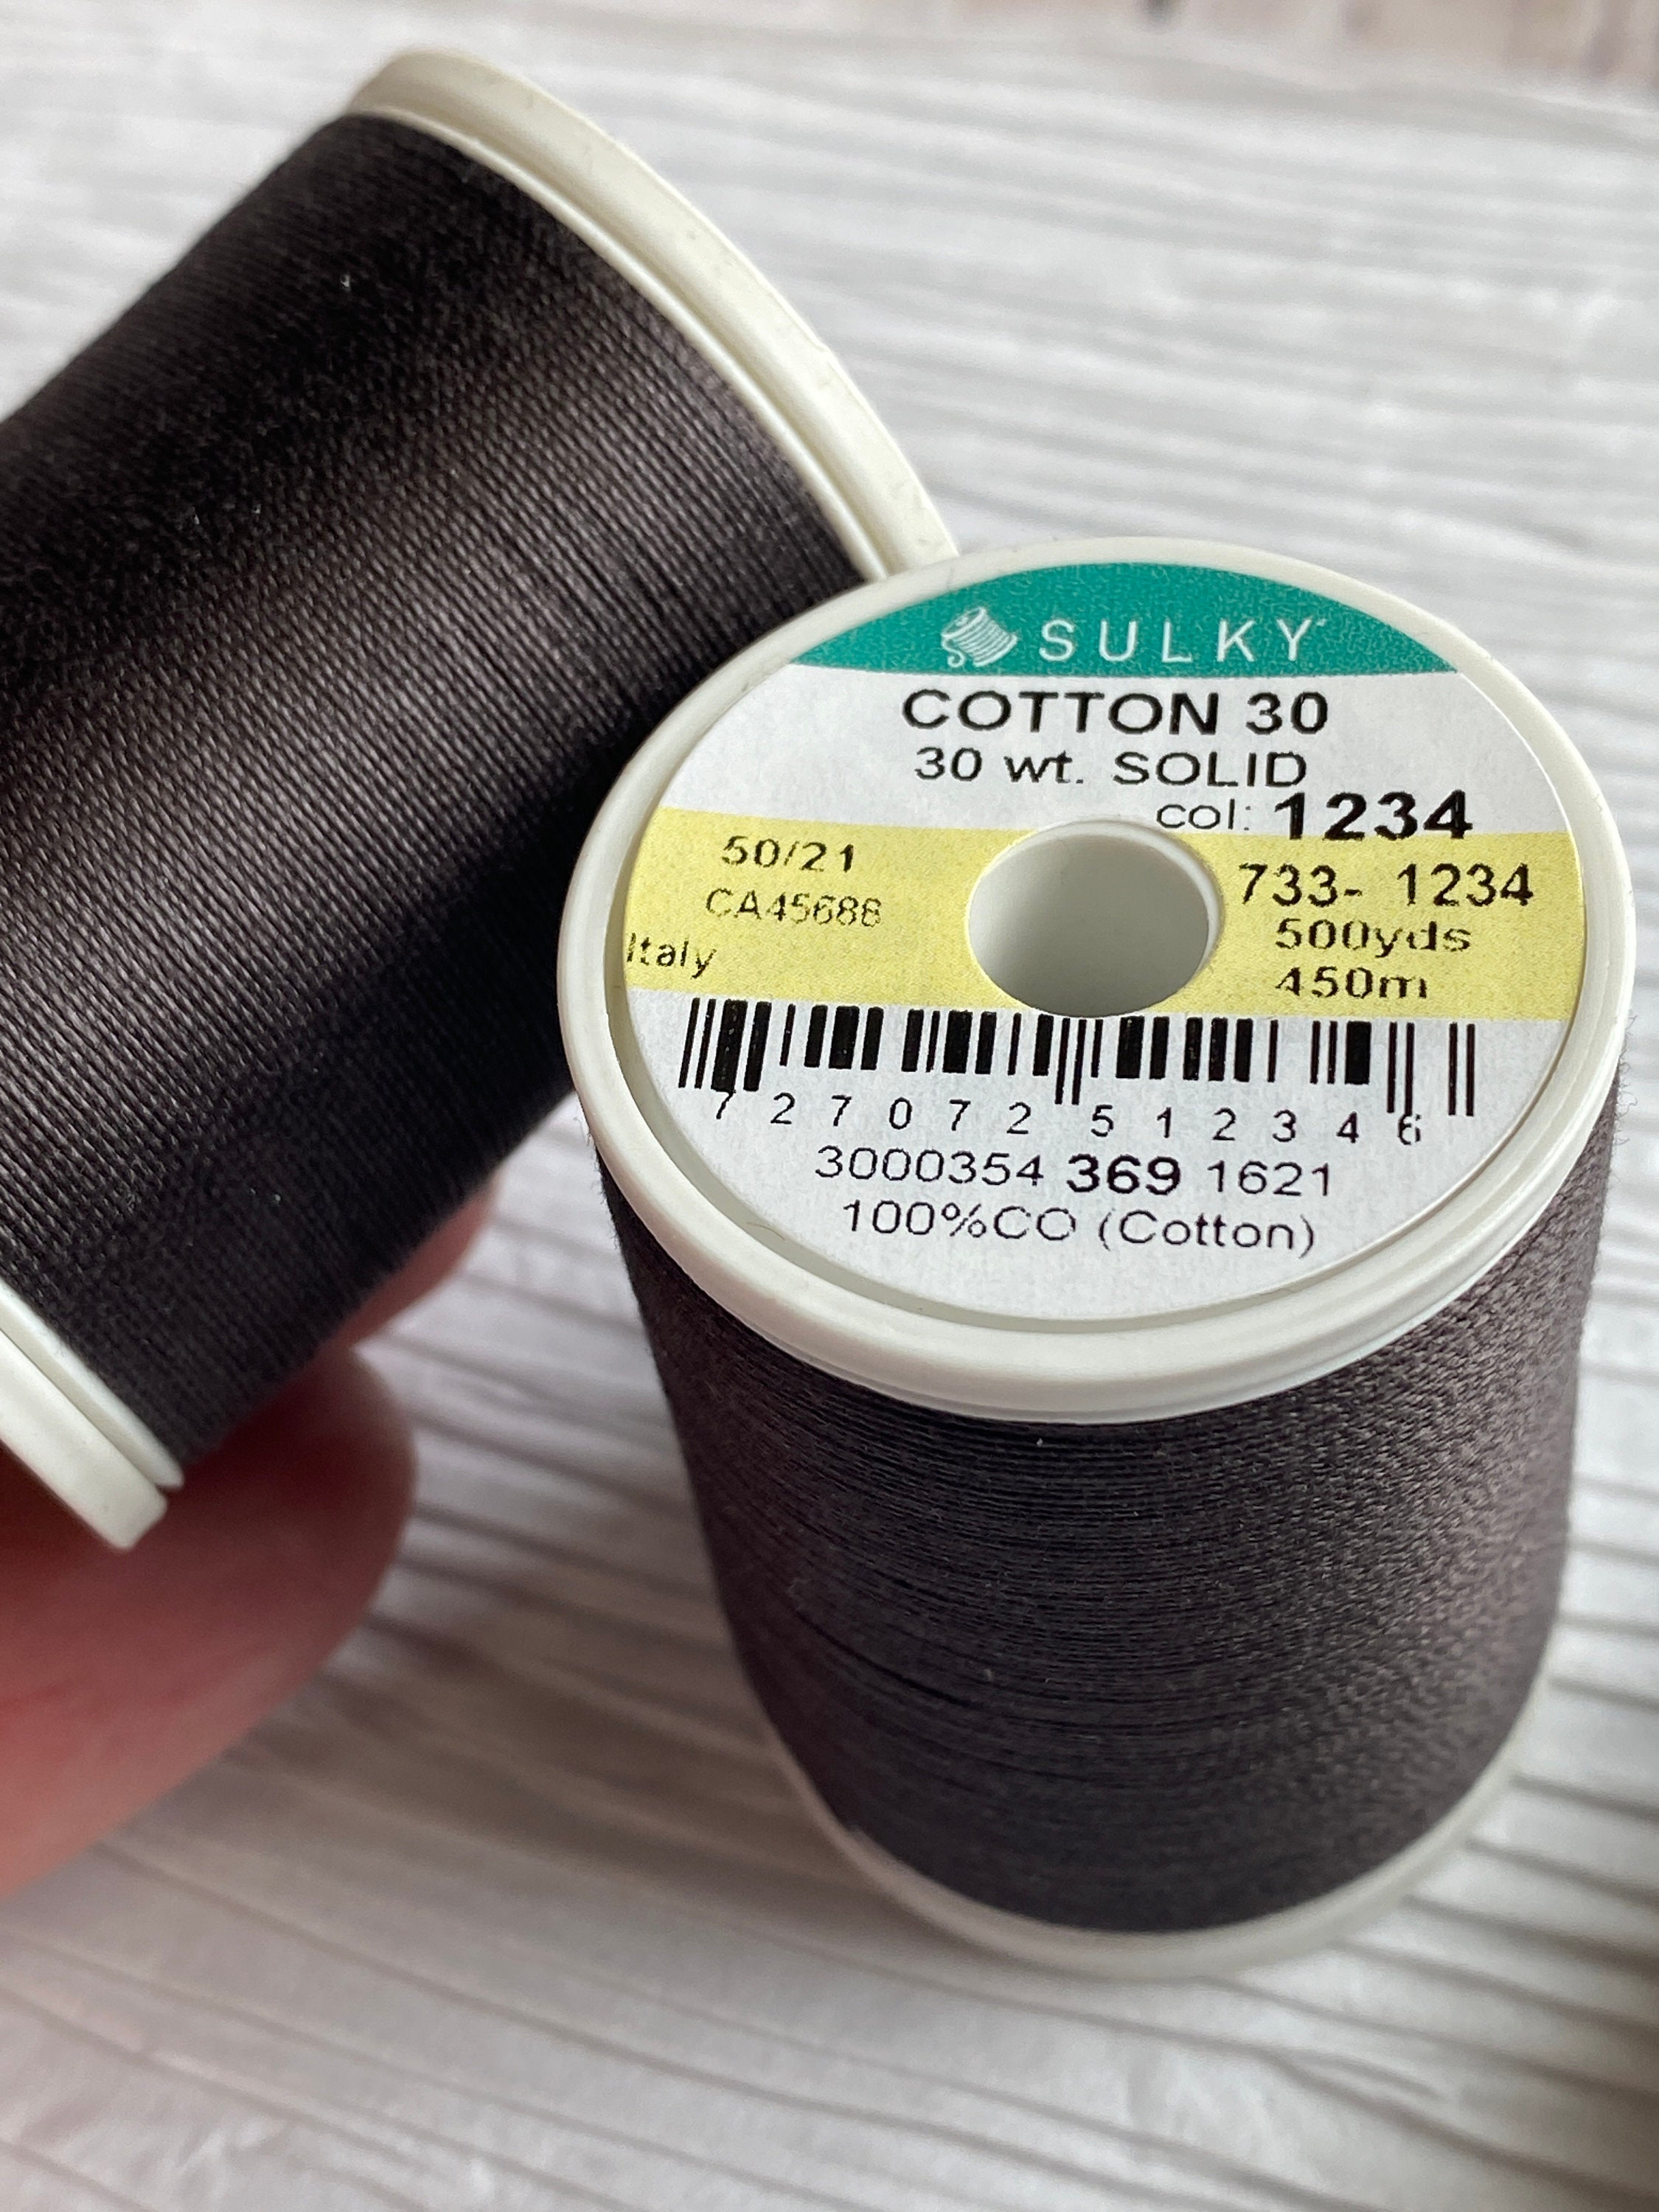 SULKY
COTTON 30
30 wt. SOLID
col: 1234
50/21
CA45688
Italy
733- 1234
500yds
450m
7 27072 51234 6
3000354 369 1621
100%CO (Cotton)